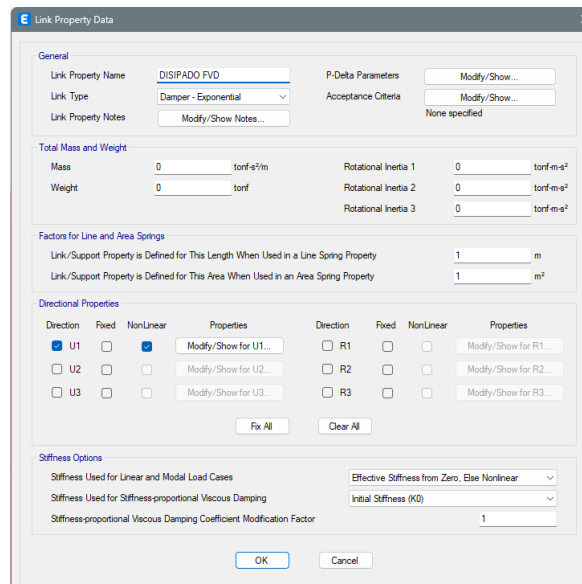 E Link Property Data
General
Link Property Name DISIPADO FVD P-Delta Parameters Modify/Show...
Link Type Damper - Exponential Acceptance Criteria Modify/Show...
Link Property Notes Modify/Show Notes... None specified
Total Mass and Weight
Mass 0 tonf-s²/m Rotational Inertia 1 0 tonf-m-s²
Weight 0 tonf Rotational Inertia 2 0 tonf-m-s²
Rotational Inertia 3 0 tonf-m-s²
Factors for Line and Area Springs
Link/Support Property is Defined for This Length When Used in a Line Spring Property 1 m
Link/Support Property is Defined for This Area When Used in an Area Spring Property 1 m²
Directional Properties
Direction Fixed NonLinear Properties Direction Fixed NonLinear Properties
U1 Modify/Show for U1... R1 Modify/Show for R1...
U2 Modify/Show for U2... R2 Modify/Show for R2...
U3 Modify/Show for U3... R3 Modify/Show for R3...
Fix All Clear All
Stiffness Options
Stiffness Used for Linear and Modal Load Cases Effective Stiffness from Zero, Else Nonlinear
Stiffness Used for Stiffness-proportional Viscous Damping Initial Stiffness (K0)
Stiffness-proportional Viscous Damping Coefficient Modification Factor 1
OK Cancel